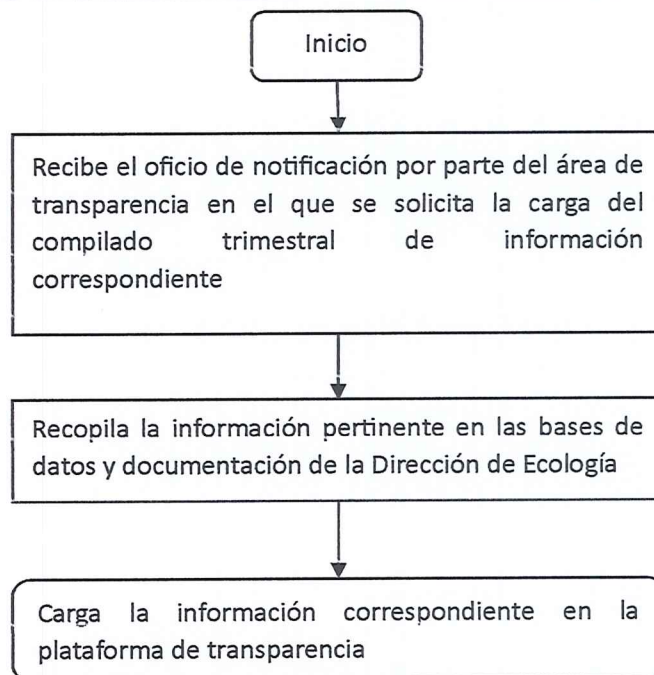 Inicio
Recibe el oficio de notificación por parte del área de
transparencia en el que se solicita la carga del
compilado trimestral de información
correspondiente
Recopila la información pertinente en las bases de
datos y documentación de la Dirección de Ecología
Carga la información correspondiente en la
plataforma de transparencia